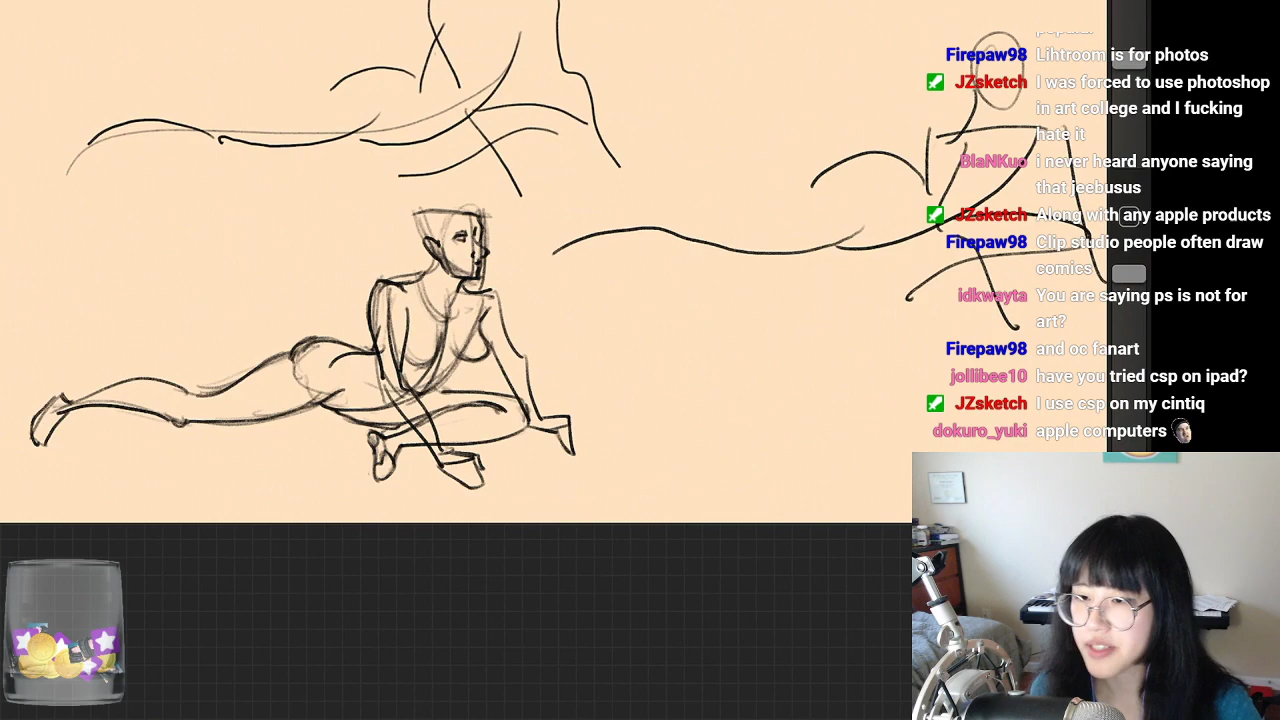 Firepaw98 Lihtroom is for photos
JZsketch I was forced to use photoshop
in art college and I fucking
hate it
BlaNKuo i never heard anyone saying
that jeebusus
JZsketch Along with any apple products
Firepaw98 Clip studio people often draw
comics
idkwayta You are saying ps is not for
art?
Firepaw98 and oc fanart
jollibee10 have you tried csp on ipad?
JZsketch I use csp on my cintiq
dokuro_yuki apple computers